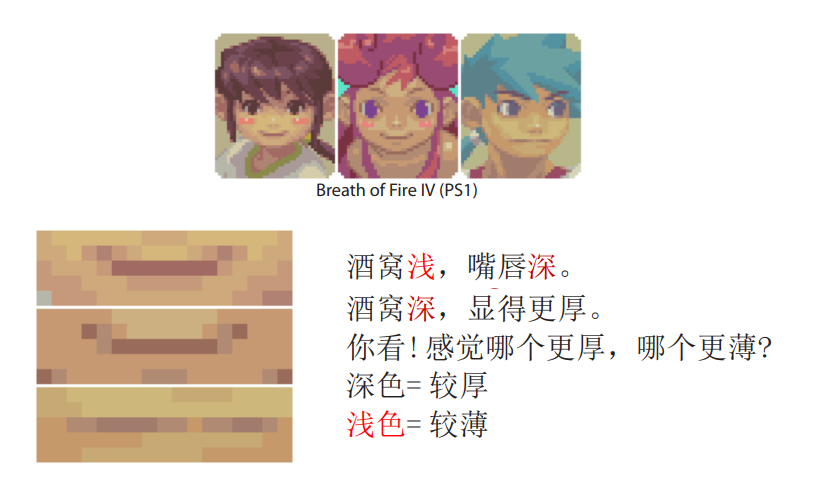 Breath of Fire IV (PS1)
酒窝浅，嘴唇深。
酒窝深，显得更厚。
你看!感觉哪个更厚，哪个更薄?
深色=较厚
浅色=较薄